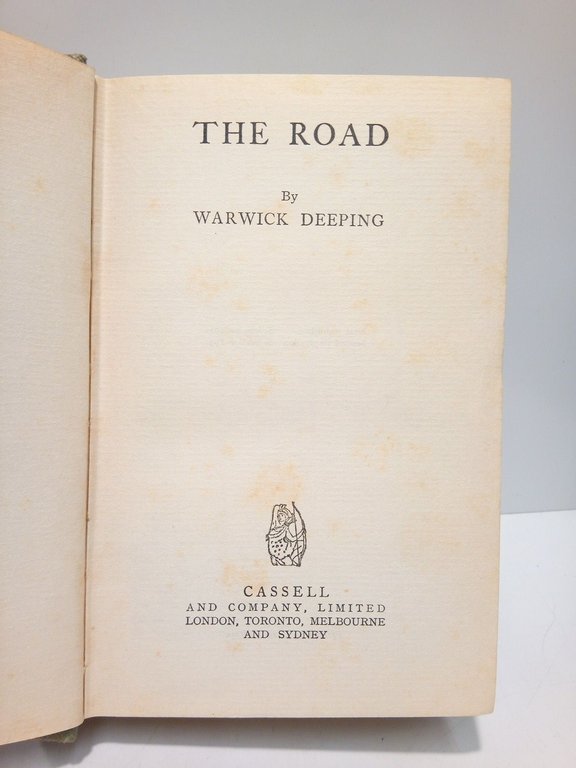 THE ROAD
By
WARWICK DEEPING
CASSELL
AND COMPANY, LIMITED
LONDON, TORONTO, MELBOURNE
AND SYDNEY